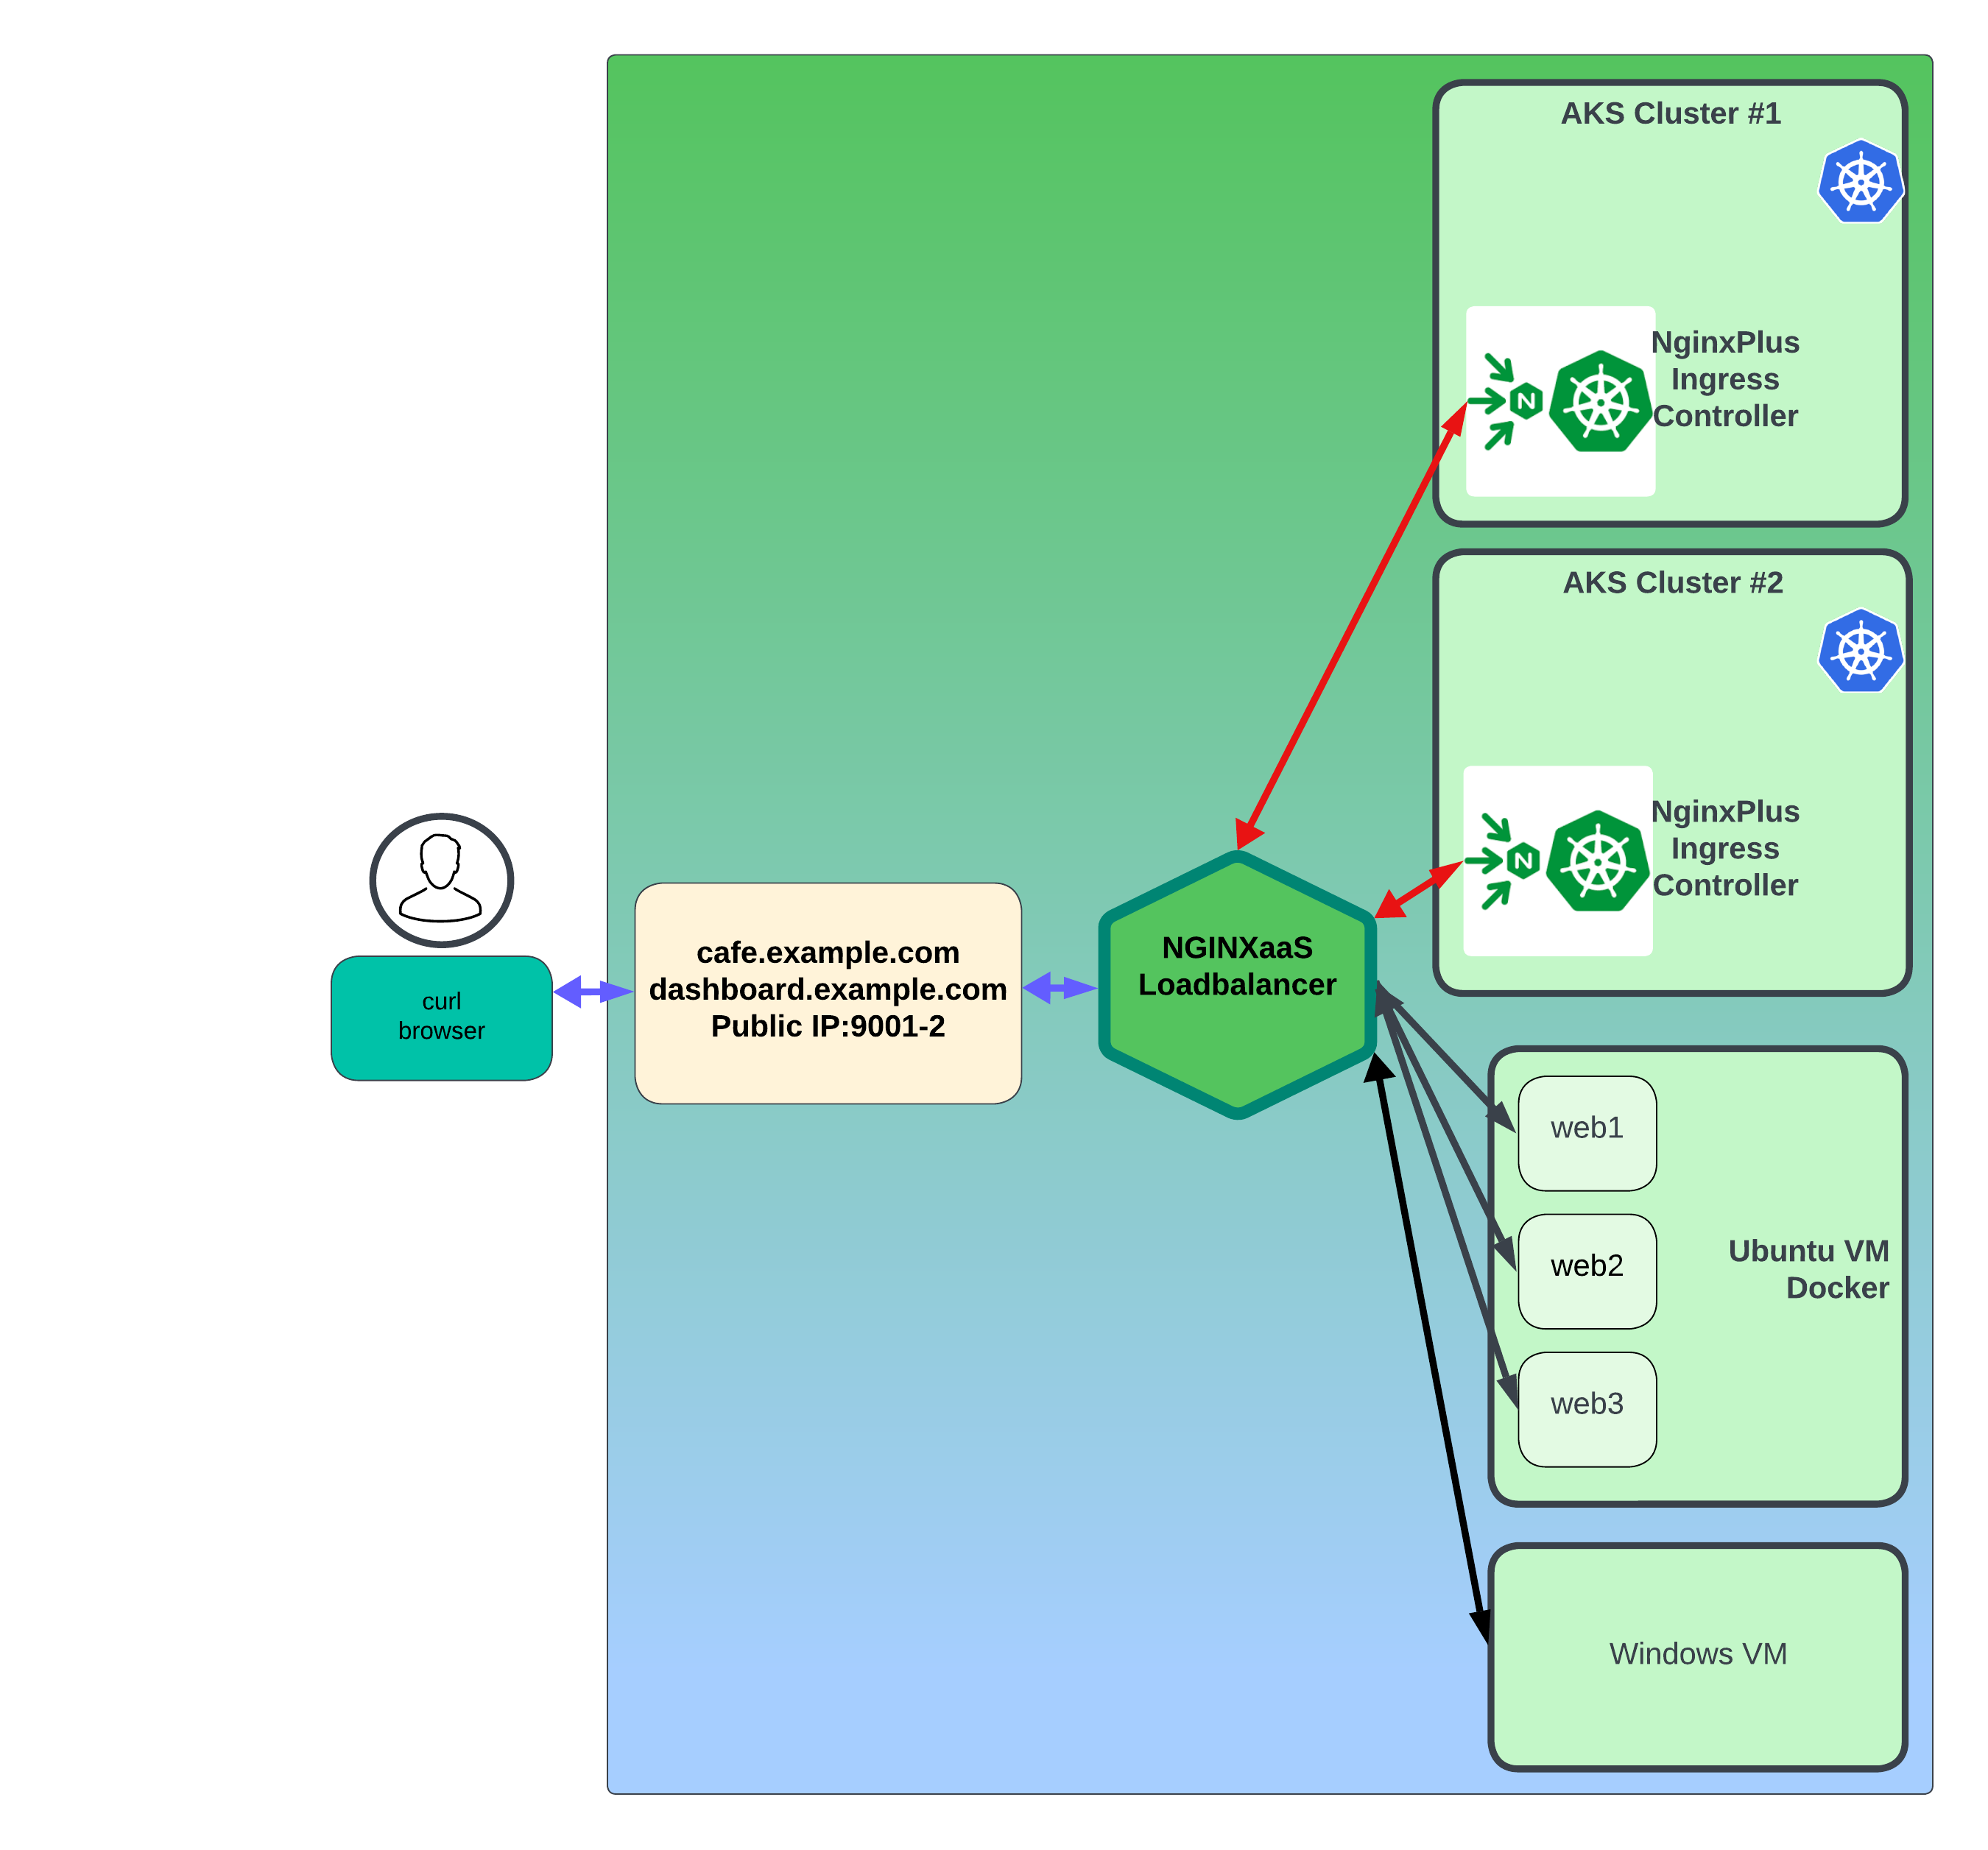 AKS Cluster #1
NginxPlus
Ingress
Controller
N
AKS Cluster #2
NginxPlus
Ingress
Controller
N
curl
browser
cafe.example.com
dashboard.example.com
Public IP:9001-2
NGINXaaS
Loadbalancer
web1
web2
web3
Ubuntu VM
Docker
Windows VM